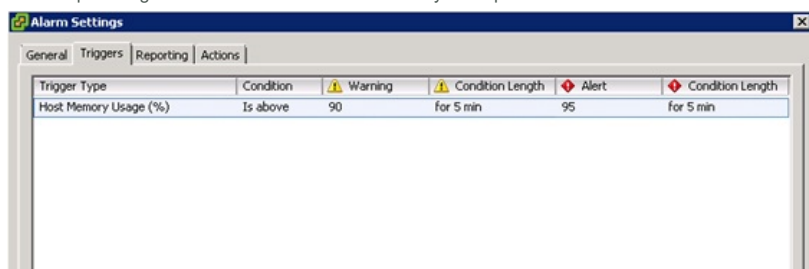 Alarm Settings
General Triggers Reporting Actions
Trigger Type Condition Warning Condition Length Alert Condition Length
Host Memory Usage (%) Is above 90 for 5 min 95 for 5 min